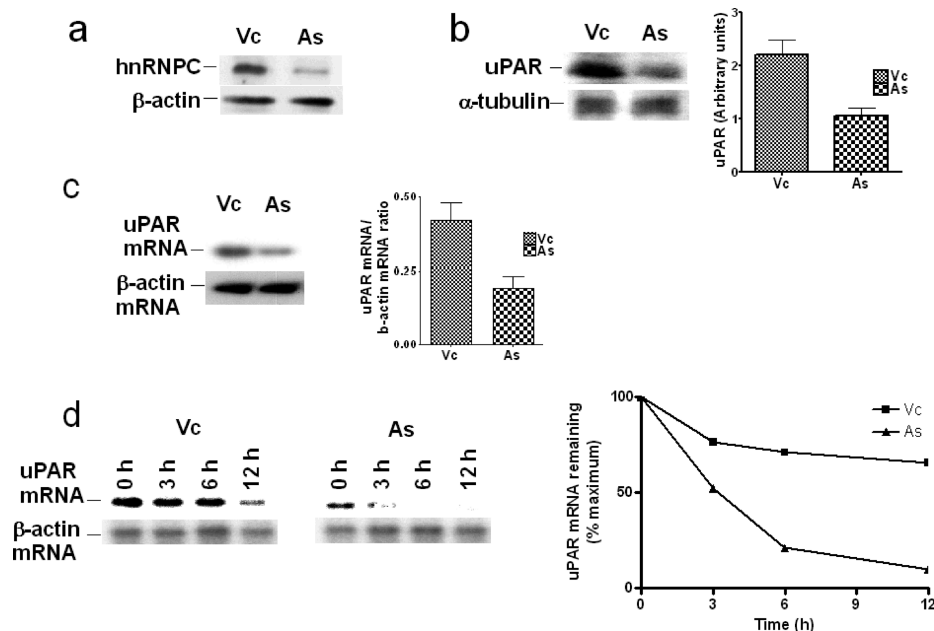 a
Vc As
hnRNPC
β-actin
b
Vc As
uPAR
α-tubulin
uPAR (Arbitrary units)
3
2
1
0
Vc As
Vc
As
c
Vc As
uPAR
mRNA
β-actin
mRNA
uPAR mRNA/
b-actin mRNA ratio
0.50
0.25
0.00
Vc As
Vc
As
d
Vc
As
0 h 3 h 6 h 12 h
0 h 3 h 6 h 12 h
uPAR
mRNA
β-actin
mRNA
uPAR mRNA remaining
(% maximum)
100
50
0
0 3 6 9 12
Time (h)
Vc
As